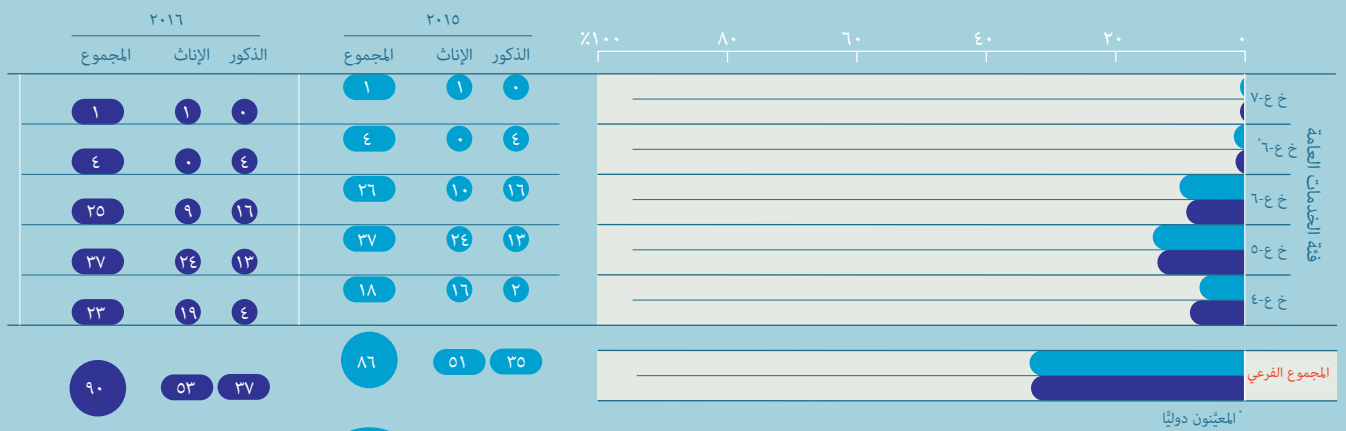 ٢٠١٥ ٢٠١٦
٠ ٢٠ ٤٠ ٦٠ ٨٠ ١٠٠٪
الذكور الإناث المجموع الذكور الإناث المجموع
فئة الخدمات العامة
خ ع-٧ ٠ ١ ١ ٠ ١ ١
خ ع-٦* ٤ ٠ ٤ ٤ ٠ ٤
خ ع-٦ ١٦ ١٠ ٢٦ ١٦ ٩ ٢٥
خ ع-٥ ١٣ ٢٤ ٣٧ ١٣ ٢٤ ٣٧
خ ع-٤ ٢ ١٦ ١٨ ٤ ١٩ ٢٣
المجموع الفرعي ٣٥ ٥١ ٨٦ ٣٧ ٥٣ ٩٠
* المعيَّنون دوليًّا